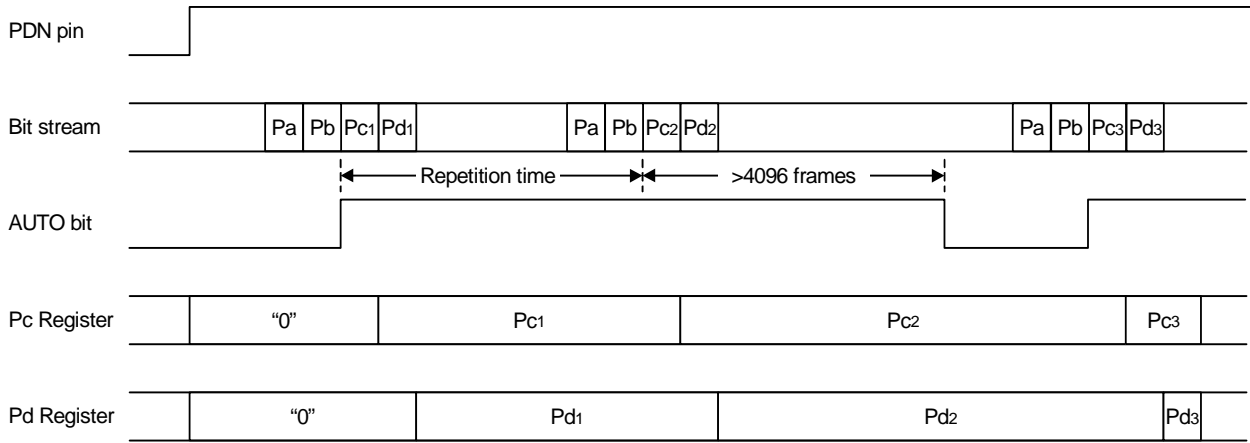 PDN pin
Bit stream Pa Pb Pc1 Pd1 Pa Pb Pc2 Pd2 Pa Pb Pc3 Pd3
Repetition time >4096 frames
AUTO bit
Pc Register “0” Pc1 Pc2 Pc3
Pd Register “0” Pd1 Pd2 Pd3